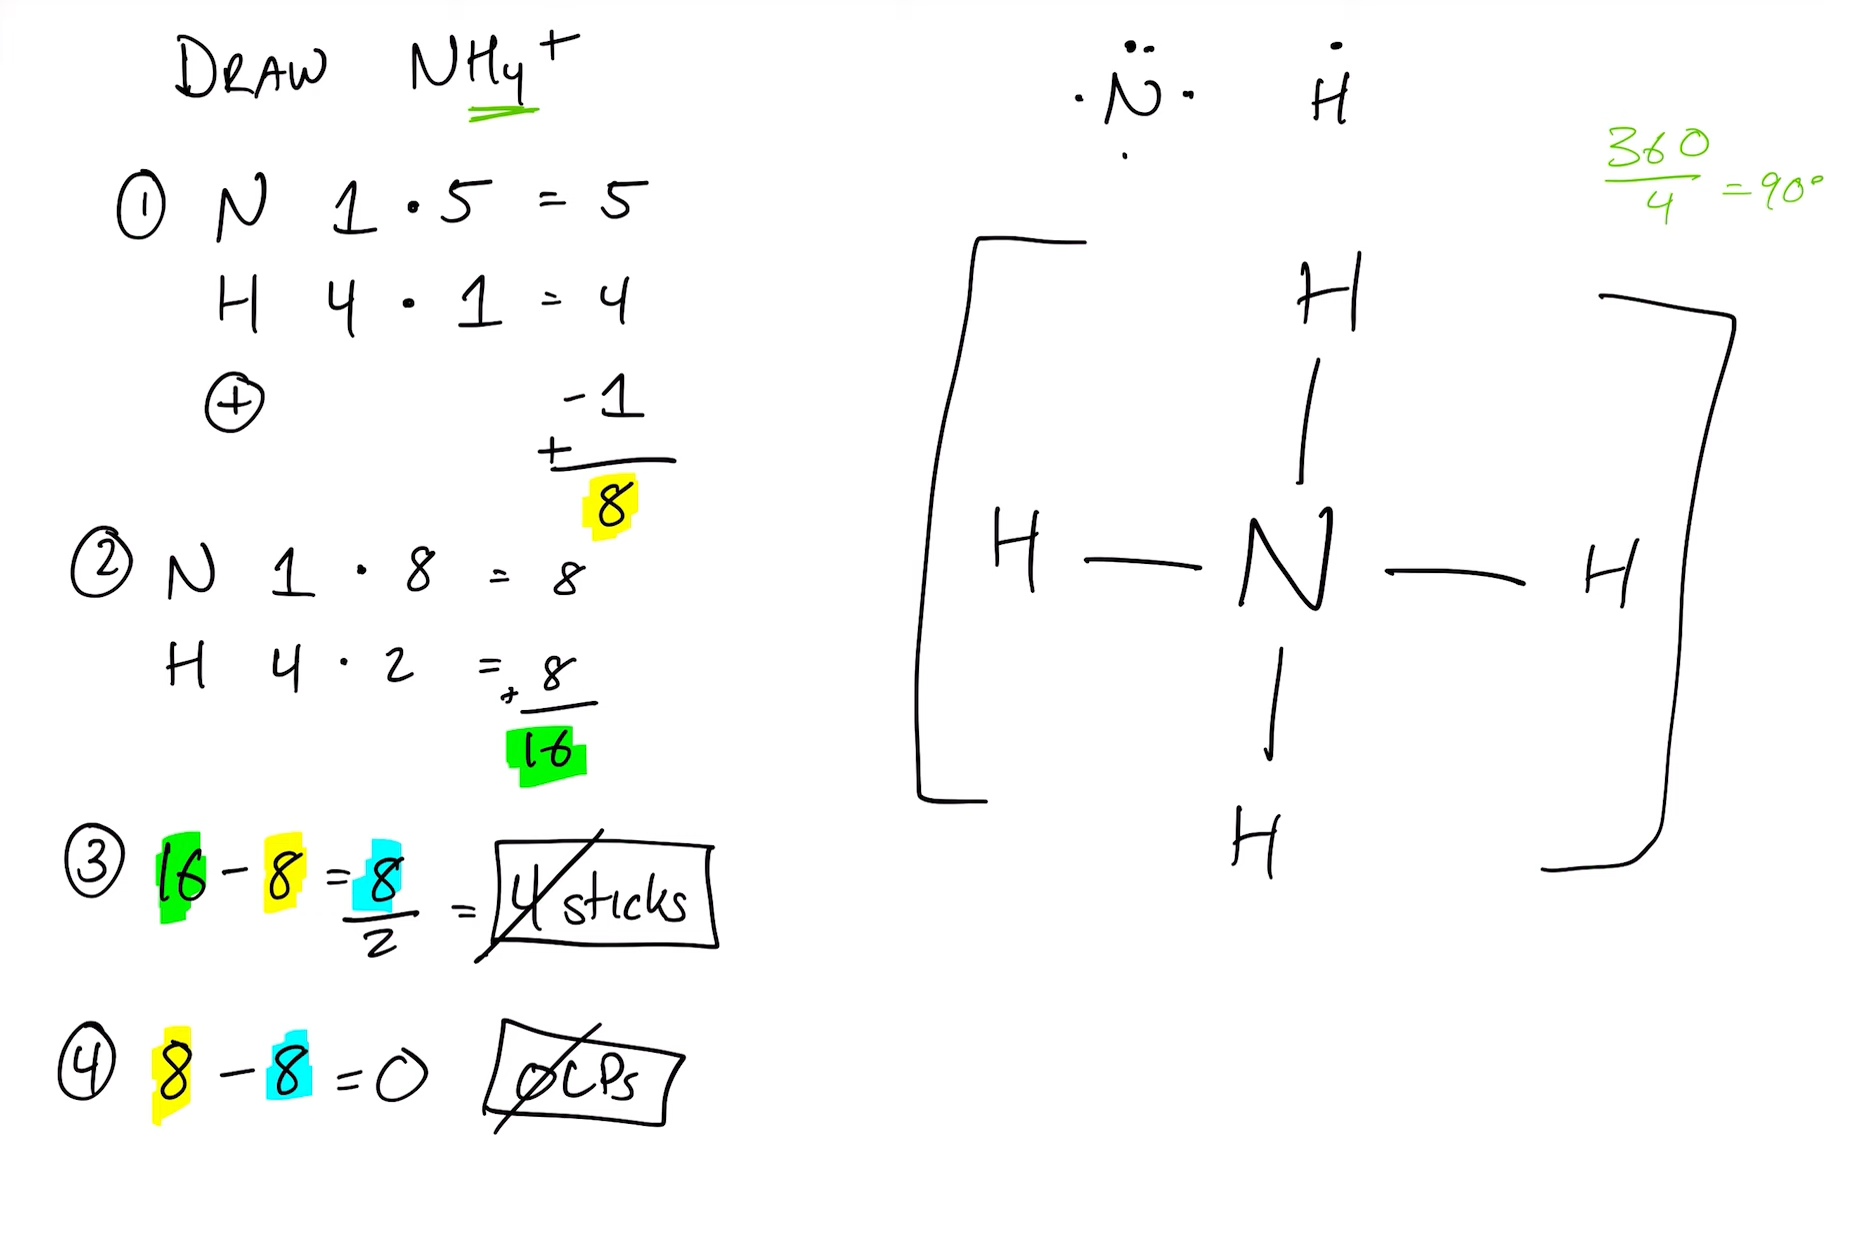 DRAW NH4+
① N 1 · 5 = 5
H 4 · 1 = 4
⊕ -1
+
8
② N 1 · 8 = 8
H 4 · 2 = 8
+
16
③ 16 - 8 = 8
2
= 4 sticks
④ 8 - 8 = 0 0 LPs
N H
360
4
= 90°
H
H — N — H
H